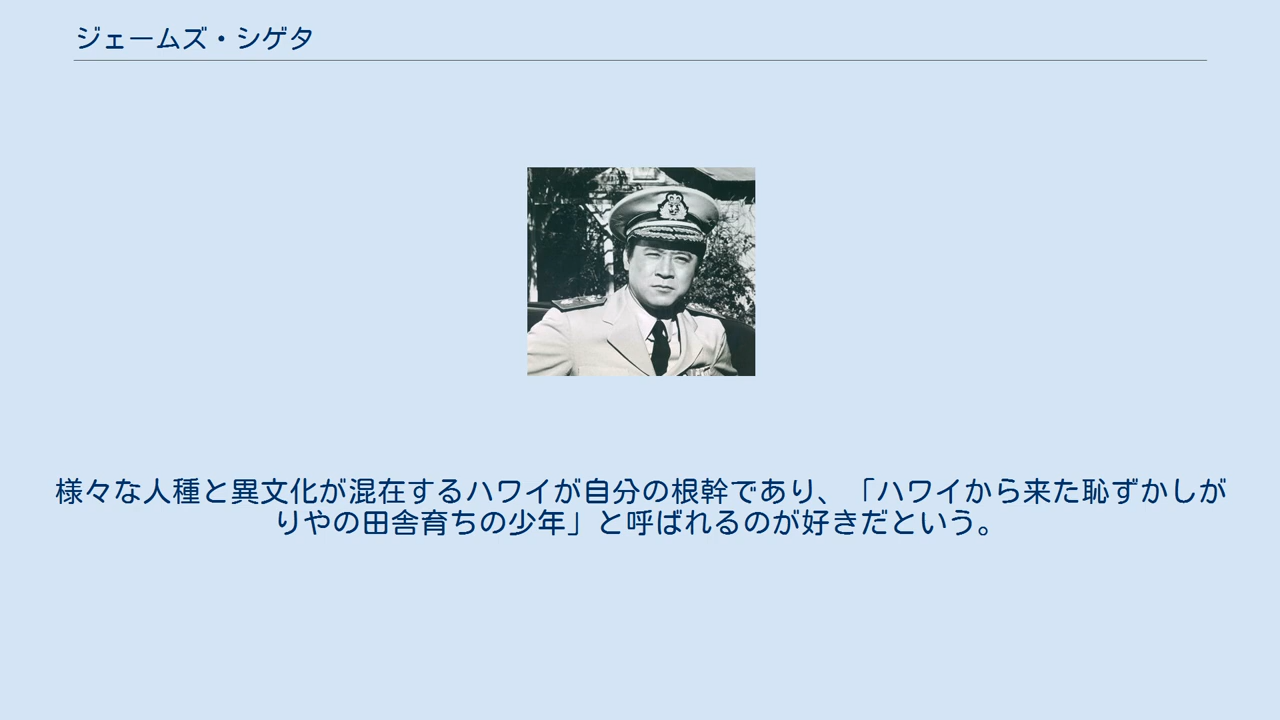 ジェームズ・シゲタ
様々な人種と異文化が混在するハワイが自分の根幹であり、「ハワイから来た恥ずかしが
りやの田舎育ちの少年」と呼ばれるのが好きだという。